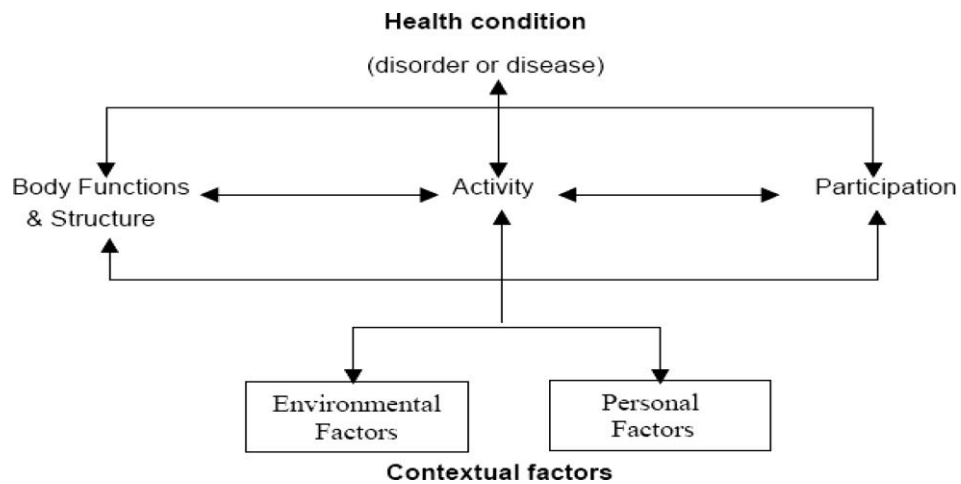 Health condition
(disorder or disease)
Body Functions
& Structure
Activity
Participation
Environmental
Factors
Personal
Factors
Contextual factors